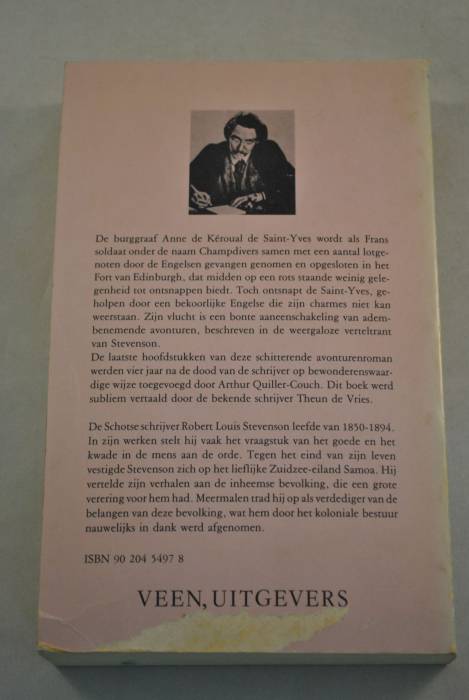 De burggraaf Anne de Kéroual de Saint-Yves wordt als Frans
soldaat onder de naam Champdivers samen met een aantal lotge-
noten door de Engelsen gevangen genomen en opgesloten in het
Fort van Edinburgh, dat midden op een rots staande weinig gele-
genheid tot ontsnappen biedt. Toch ontsnapt de Saint-Yves, ge-
holpen door een bekoorlijke Engelse die zijn charmes niet kan
weerstaan. Zijn vlucht is een bonte aaneenschakeling van adem-
benemende avonturen, beschreven in de weergaloze verteltrant
van Stevenson.
De laatste hoofdstukken van deze schitterende avonturenroman
werden vier jaar na de dood van de schrijver op bewonderenswaar-
dige wijze toegevoegd door Arthur Quiller-Couch. Dit boek werd
subliem vertaald door de bekende schrijver Theun de Vries.
De Schotse schrijver Robert Louis Stevenson leefde van 1850-1894.
In zijn werken stelt hij vaak het vraagstuk van het goede en het
kwade in de mens aan de orde. Tegen het eind van zijn leven
vestigde Stevenson zich op het lieflijke Zuidzee-eiland Samoa. Hij
vertelde zijn verhalen aan de inheemse bevolking, die een grote
verering voor hem had. Meermalen trad hij op als verdediger van de
belangen van deze bevolking, wat hem door het koloniale bestuur
nauwelijks in dank werd afgenomen.
ISBN 90 204 5497 8
VEEN, UITGEVERS